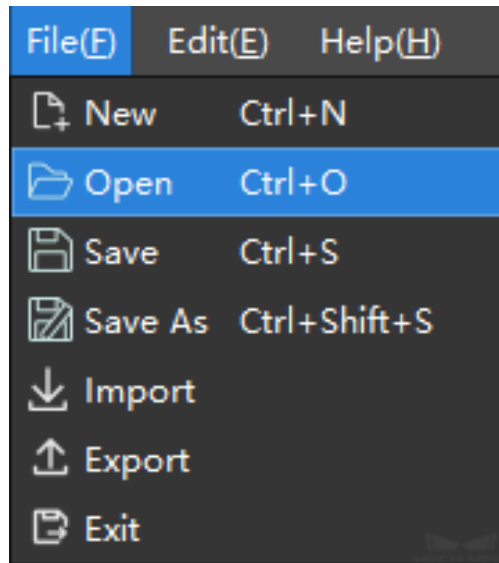 File(F) Edit(E) Help(H)
New Ctrl+N
Open Ctrl+O
Save Ctrl+S
Save As Ctrl+Shift+S
Import
Export
Exit